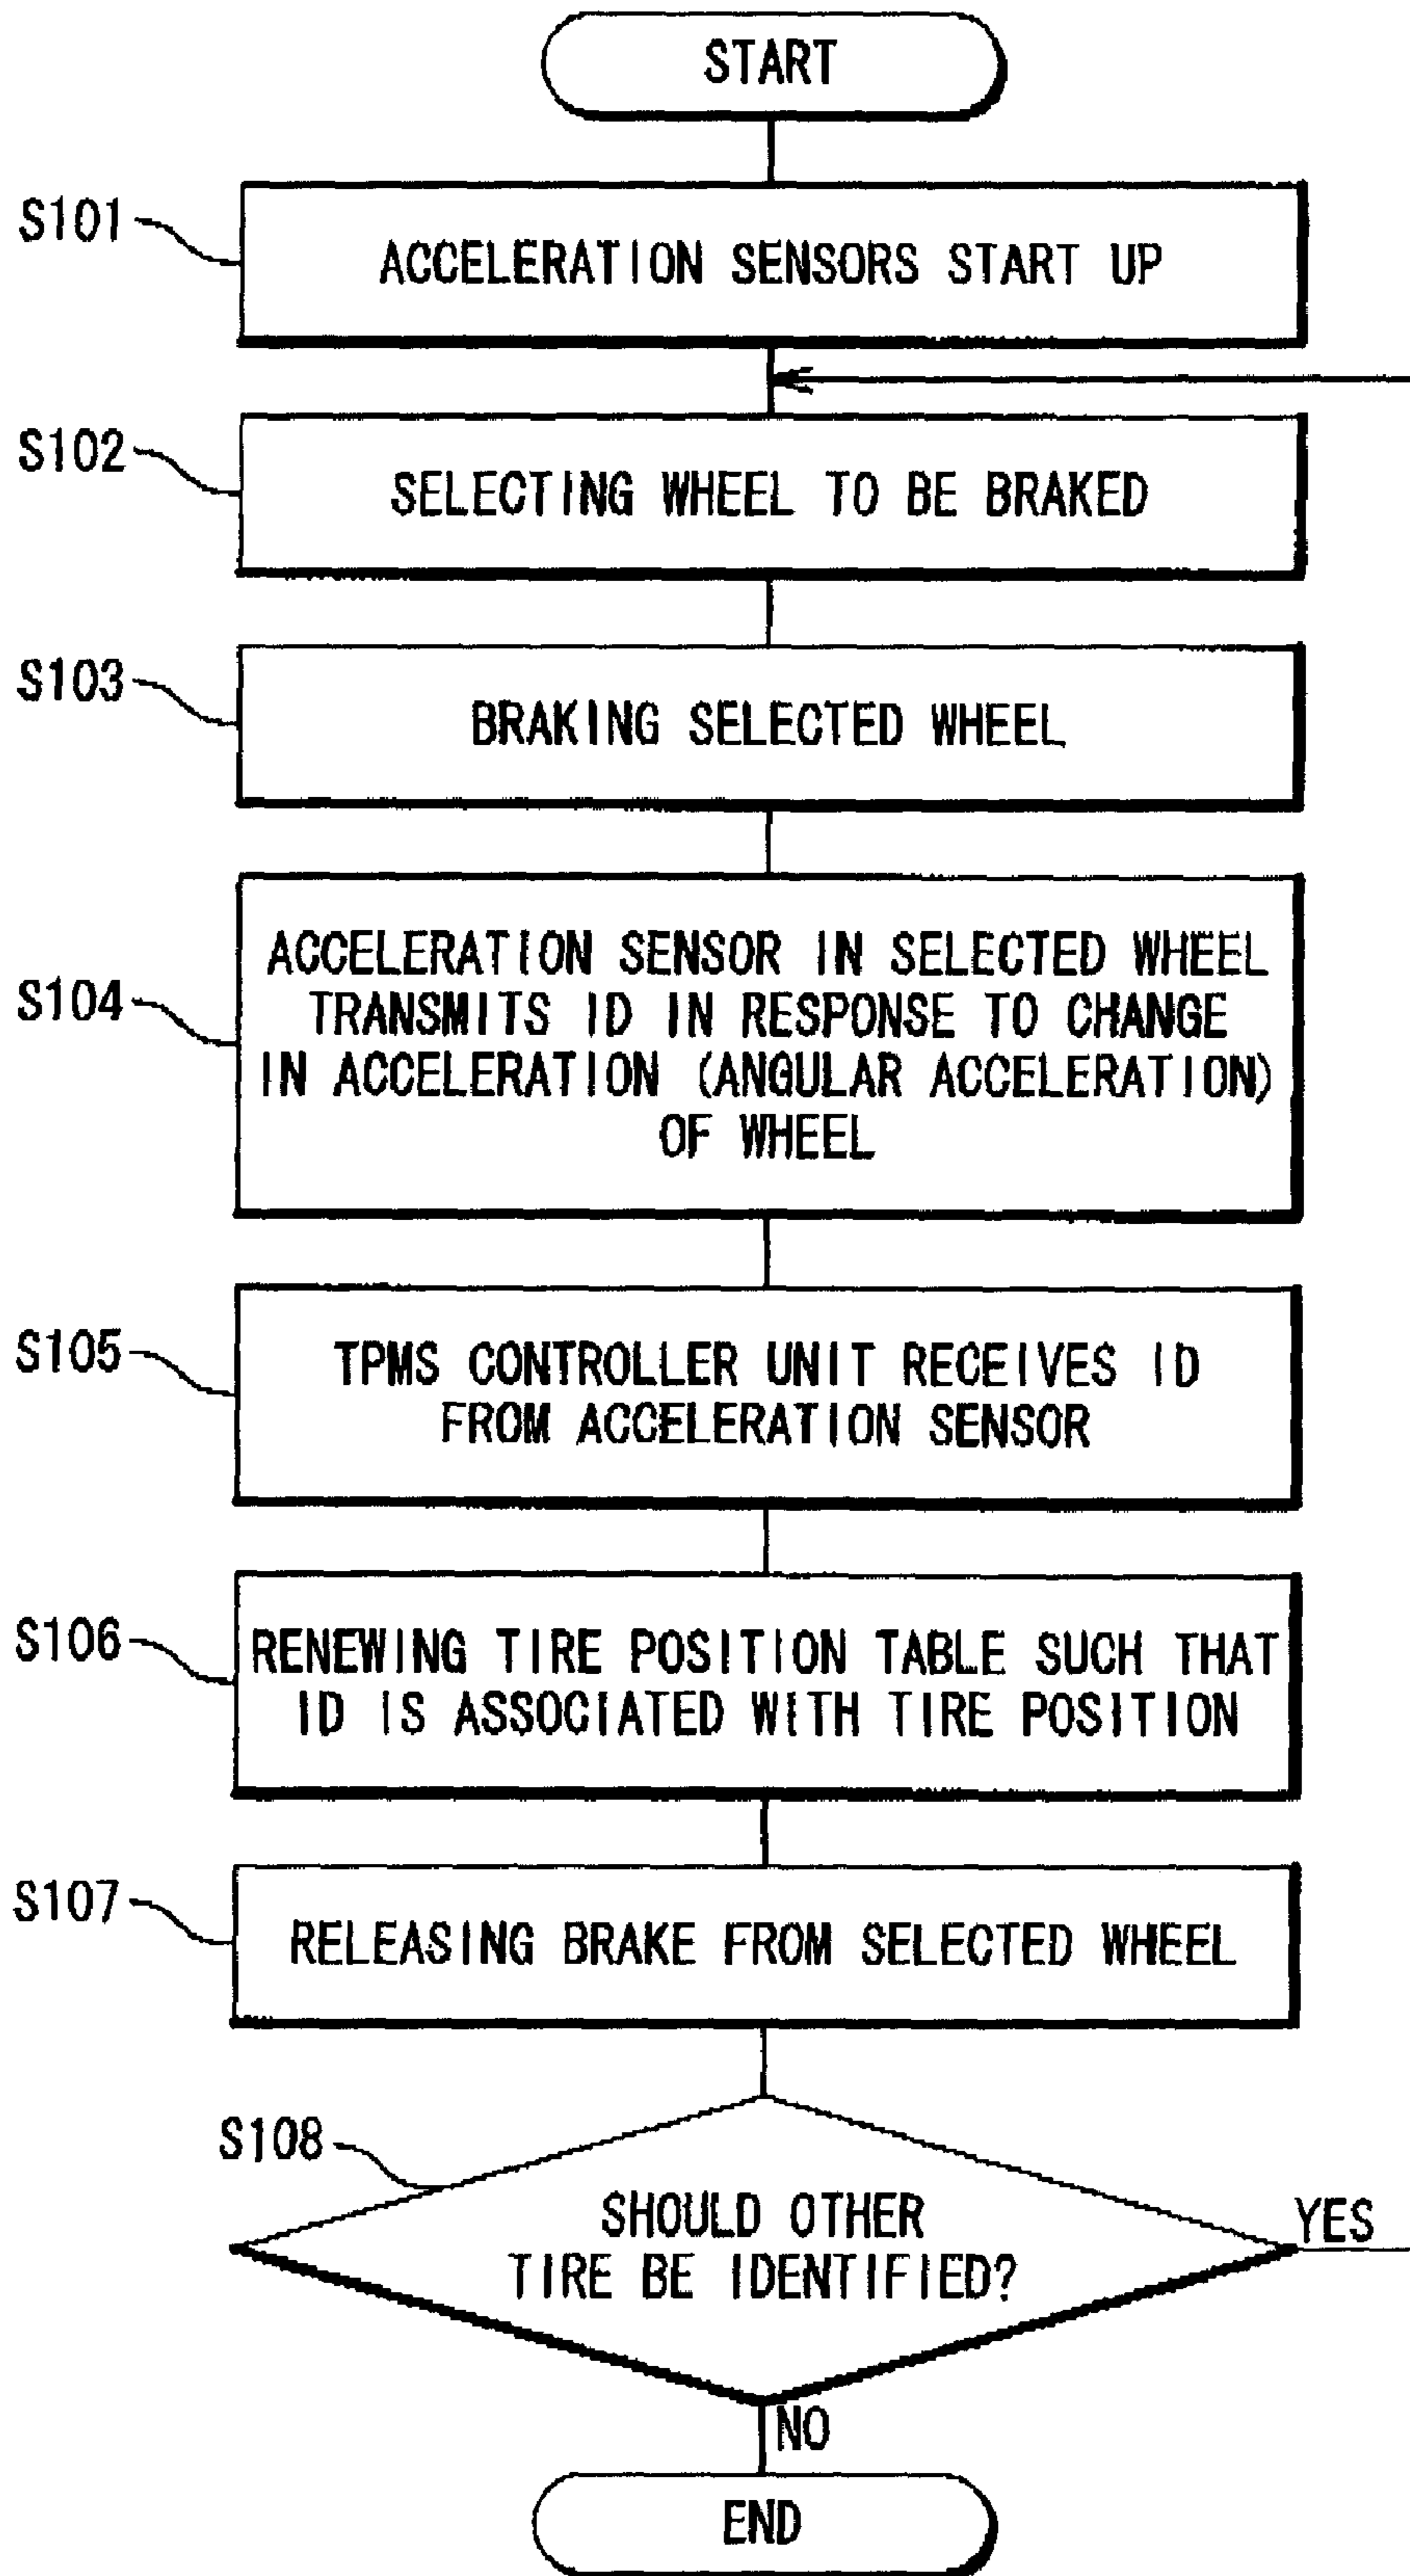 START
S101
ACCELERATION SENSORS START UP
S102
SELECTING WHEEL TO BE BRAKED
S103
BRAKING SELECTED WHEEL
S104
ACCELERATION SENSOR IN SELECTED WHEEL
TRANSMITS ID IN RESPONSE TO CHANGE
IN ACCELERATION (ANGULAR ACCELERATION)
OF WHEEL
S105
TPMS CONTROLLER UNIT RECEIVES ID
FROM ACCELERATION SENSOR
S106
RENEWING TIRE POSITION TABLE SUCH THAT
ID IS ASSOCIATED WITH TIRE POSITION
S107
RELEASING BRAKE FROM SELECTED WHEEL
S108
SHOULD OTHER
TIRE BE IDENTIFIED?
YES
NO
END